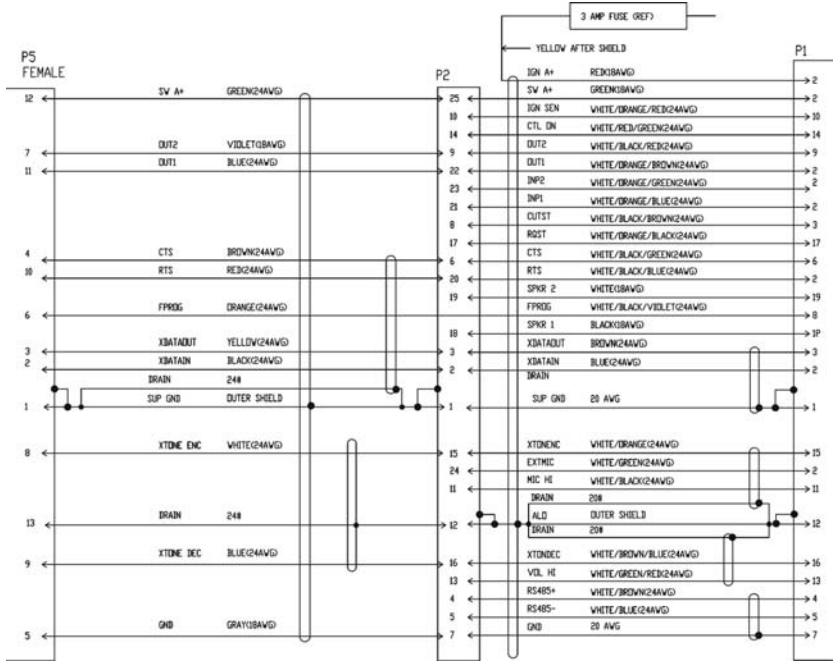 3 AMP FUSE (REF)
YELLOW AFTER SHIELD
P5
FEMALE
P2
P1
IGN A+ RED(18AWG) 2
12 SW A+ GREEN(24AWG) 25 SW A+ GREEN(24AWG) 2
10 IGN SEN WHITE/ORANGE/RED(24AWG) 10
14 CTL ON WHITE/RED/GREEN(24AWG) 14
7 OUT2 VIOLET(18AWG) 9 OUT2 WHITE/BLACK/RED(24AWG) 9
11 OUT1 BLUE(24AWG) 22 OUT1 WHITE/ORANGE/BROWN(24AWG) 2
23 INP2 WHITE/ORANGE/GREEN(24AWG) 2
21 INP1 WHITE/ORANGE/BLUE(24AWG) 2
8 CUTST WHITE/BLACK/BROWN(24AWG) 3
17 RQST WHITE/ORANGE/BLACK(24AWG) 17
4 CTS BROWN(24AWG) 6 CTS WHITE/BLACK/GREEN(24AWG) 6
10 RTS RED(24AWG) 20 RTS WHITE/BLACK/BLUE(24AWG) 2
19 SPKR 2 WHITE(18AWG) 19
6 FPROG ORANGE(24AWG) FPROG WHITE/BLACK/VIOLET(24AWG) 8
18 SPKR 1 BLACK(18AWG) 1P
3 XDATAOUT YELLOW(24AWG) 3 XDATAOUT BROWN(24AWG) 3
2 XDATAIN BLACK(24AWG) 2 XDATAIN BLUE(24AWG) 2
DRAIN 24# DRAIN
1 SUP GND OUTER SHIELD 1 SUP GND 20 AWG 1
8 XTONE ENC WHITE(24AWG) 15 XTONENC WHITE/ORANGE(24AWG) 15
24 EXTMIC WHITE/GREEN(24AWG) 2
11 MIC HI WHITE/BLACK(24AWG) 11
DRAIN 20#
13 DRAIN 24# 12 ALO OUTER SHIELD 12
DRAIN 20#
9 XTONE DEC BLUE(24AWG) 16 XTONDEC WHITE/BROWN/BLUE(24AWG) 16
13 VOL HI WHITE/GREEN/RED(24AWG) 13
4 RS485+ WHITE/BROWN(24AWG) 4
5 RS485- WHITE/BLUE(24AWG) 5
5 GND GRAY(18AWG) 7 GND 20 AWG 7